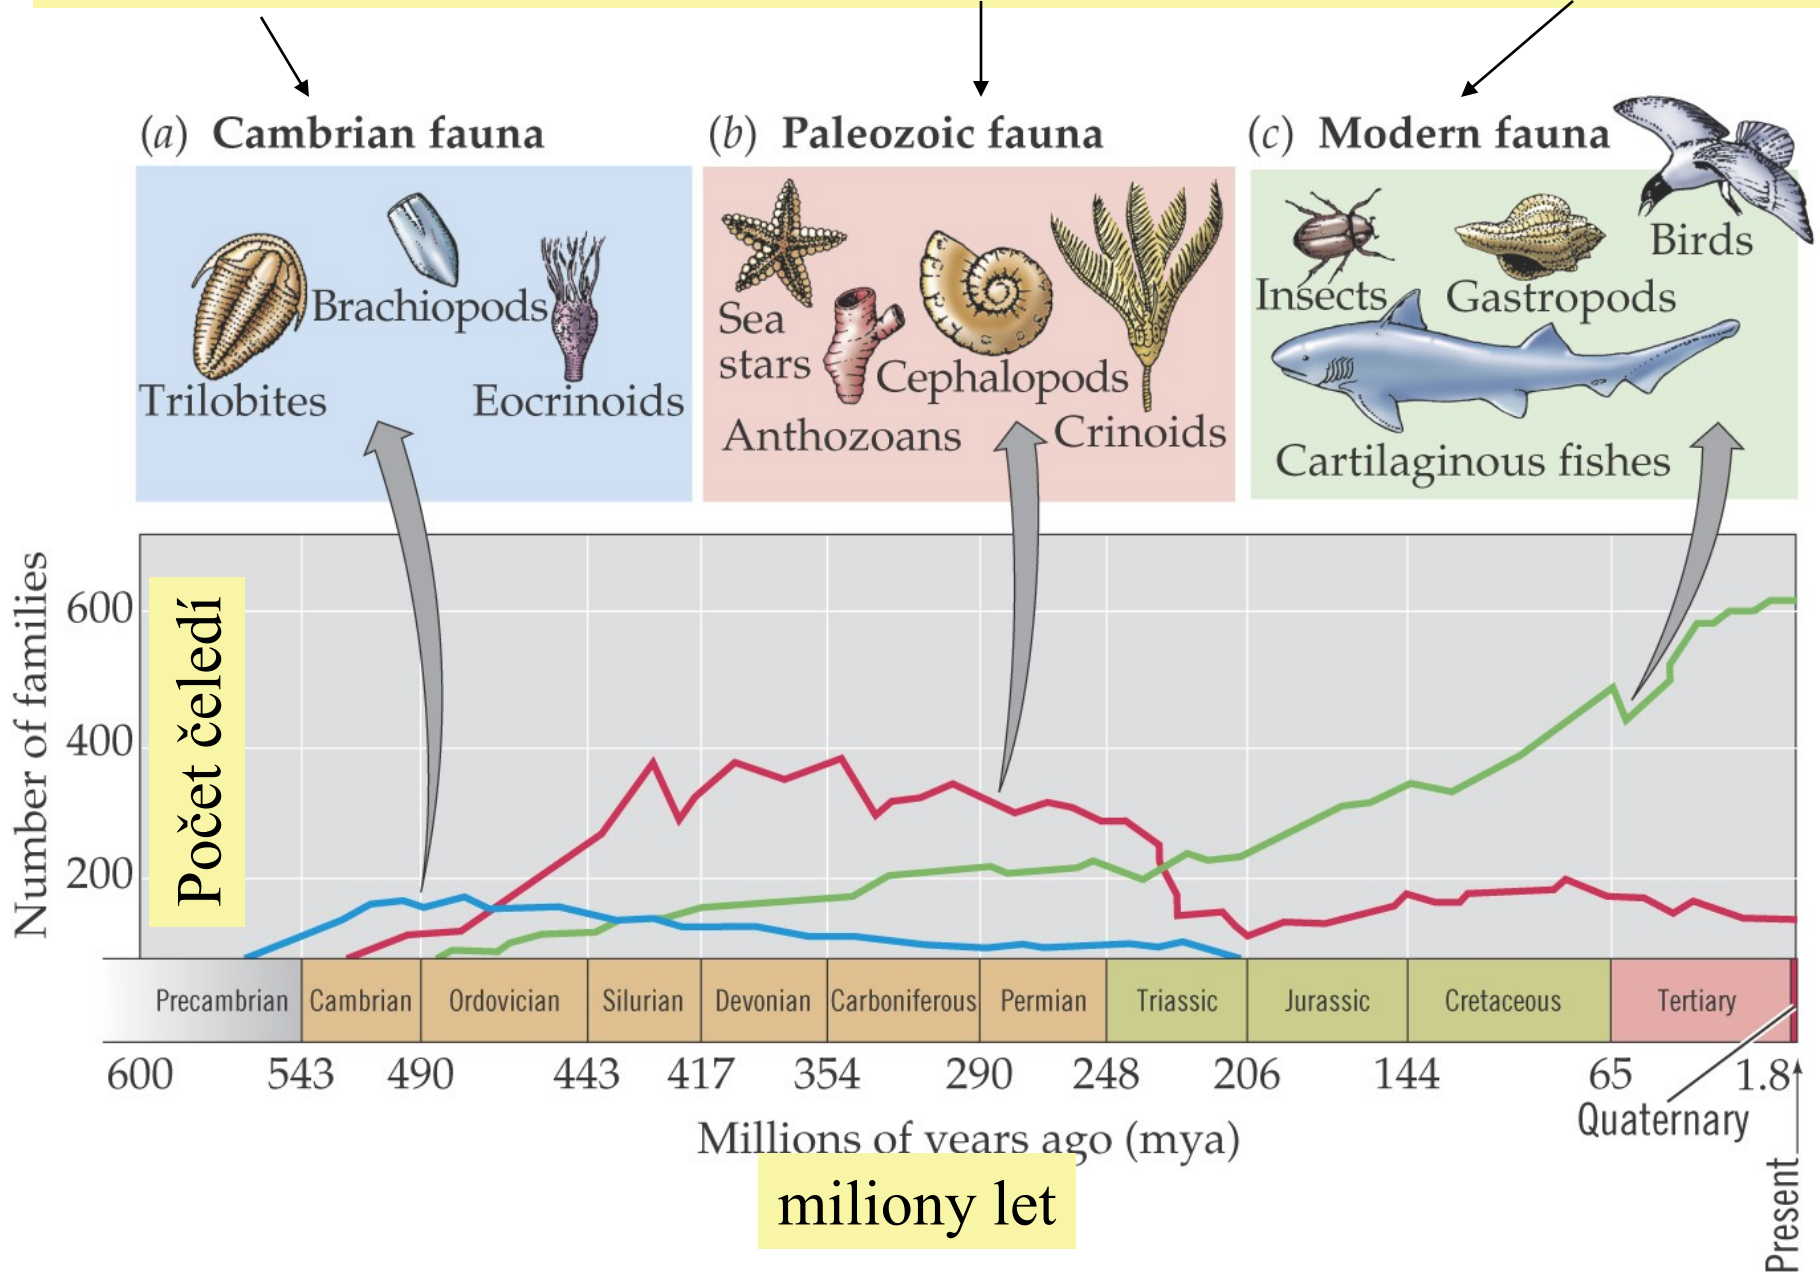 (a) Cambrian fauna
Trilobites
Brachiopods
Eocrinoids
(b) Paleozoic fauna
Sea
stars
Anthozoans
Cephalopods
Crinoids
(c) Modern fauna
Insects
Gastropods
Birds
Cartilaginous fishes
Number of families
Počet čeledí
600
400
200
Precambrian Cambrian Ordovician Silurian Devonian Carboniferous Permian Triassic Jurassic Cretaceous Tertiary
600 543 490 443 417 354 290 248 206 144 65 1.8
Quaternary
Present
Millions of years ago (mya)
miliony let